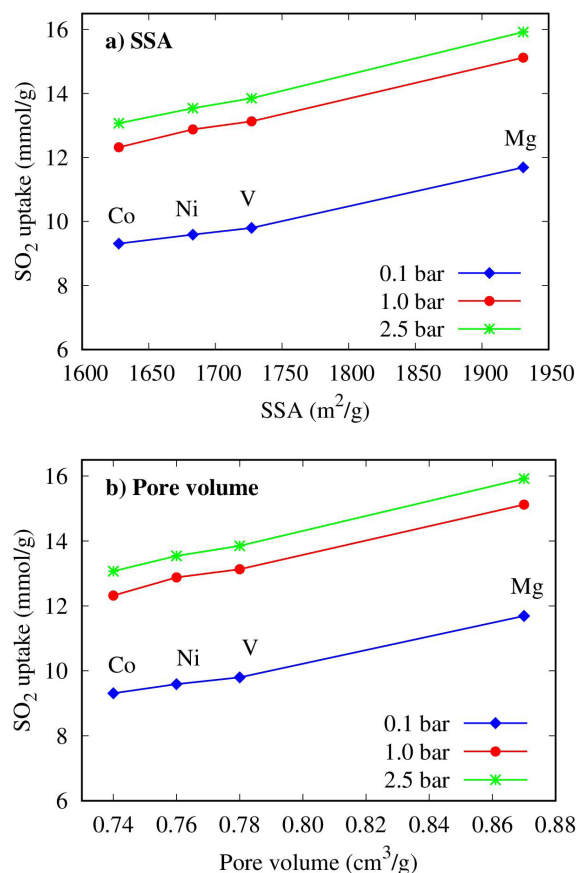 a) SSA
SO2 uptake (mmol/g)
16
14
12
10
8
6
Co
Ni
V
Mg
0.1 bar
1.0 bar
2.5 bar
1600 1650 1700 1750 1800 1850 1900 1950
SSA (m2/g)
b) Pore volume
SO2 uptake (mmol/g)
16
14
12
10
8
6
Co
Ni
V
Mg
0.1 bar
1.0 bar
2.5 bar
0.74 0.76 0.78 0.80 0.82 0.84 0.86 0.88
Pore volume (cm3/g)